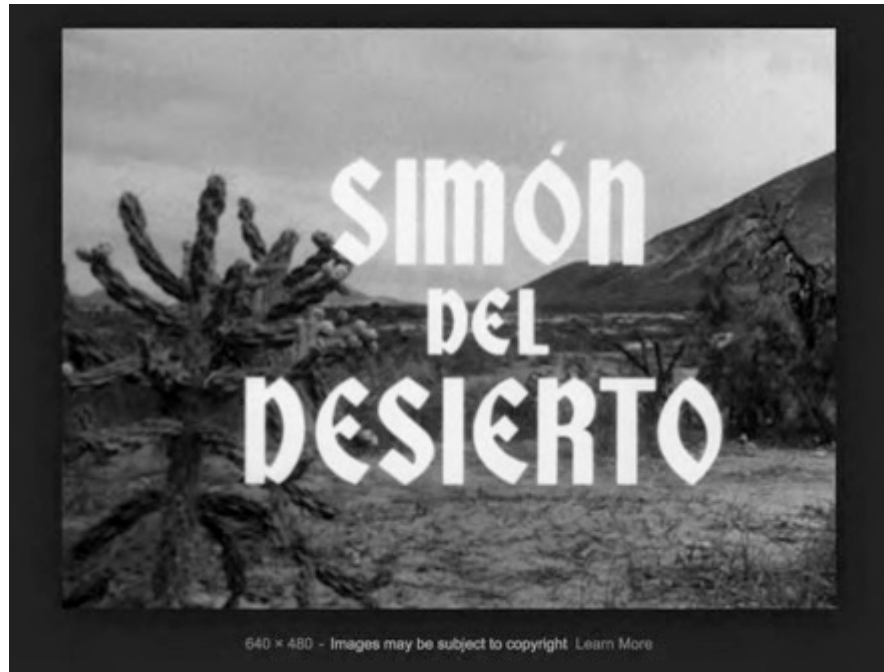 SIMÓN
DEL
DESIERTO
640 × 480 - Images may be subject to copyright Learn More